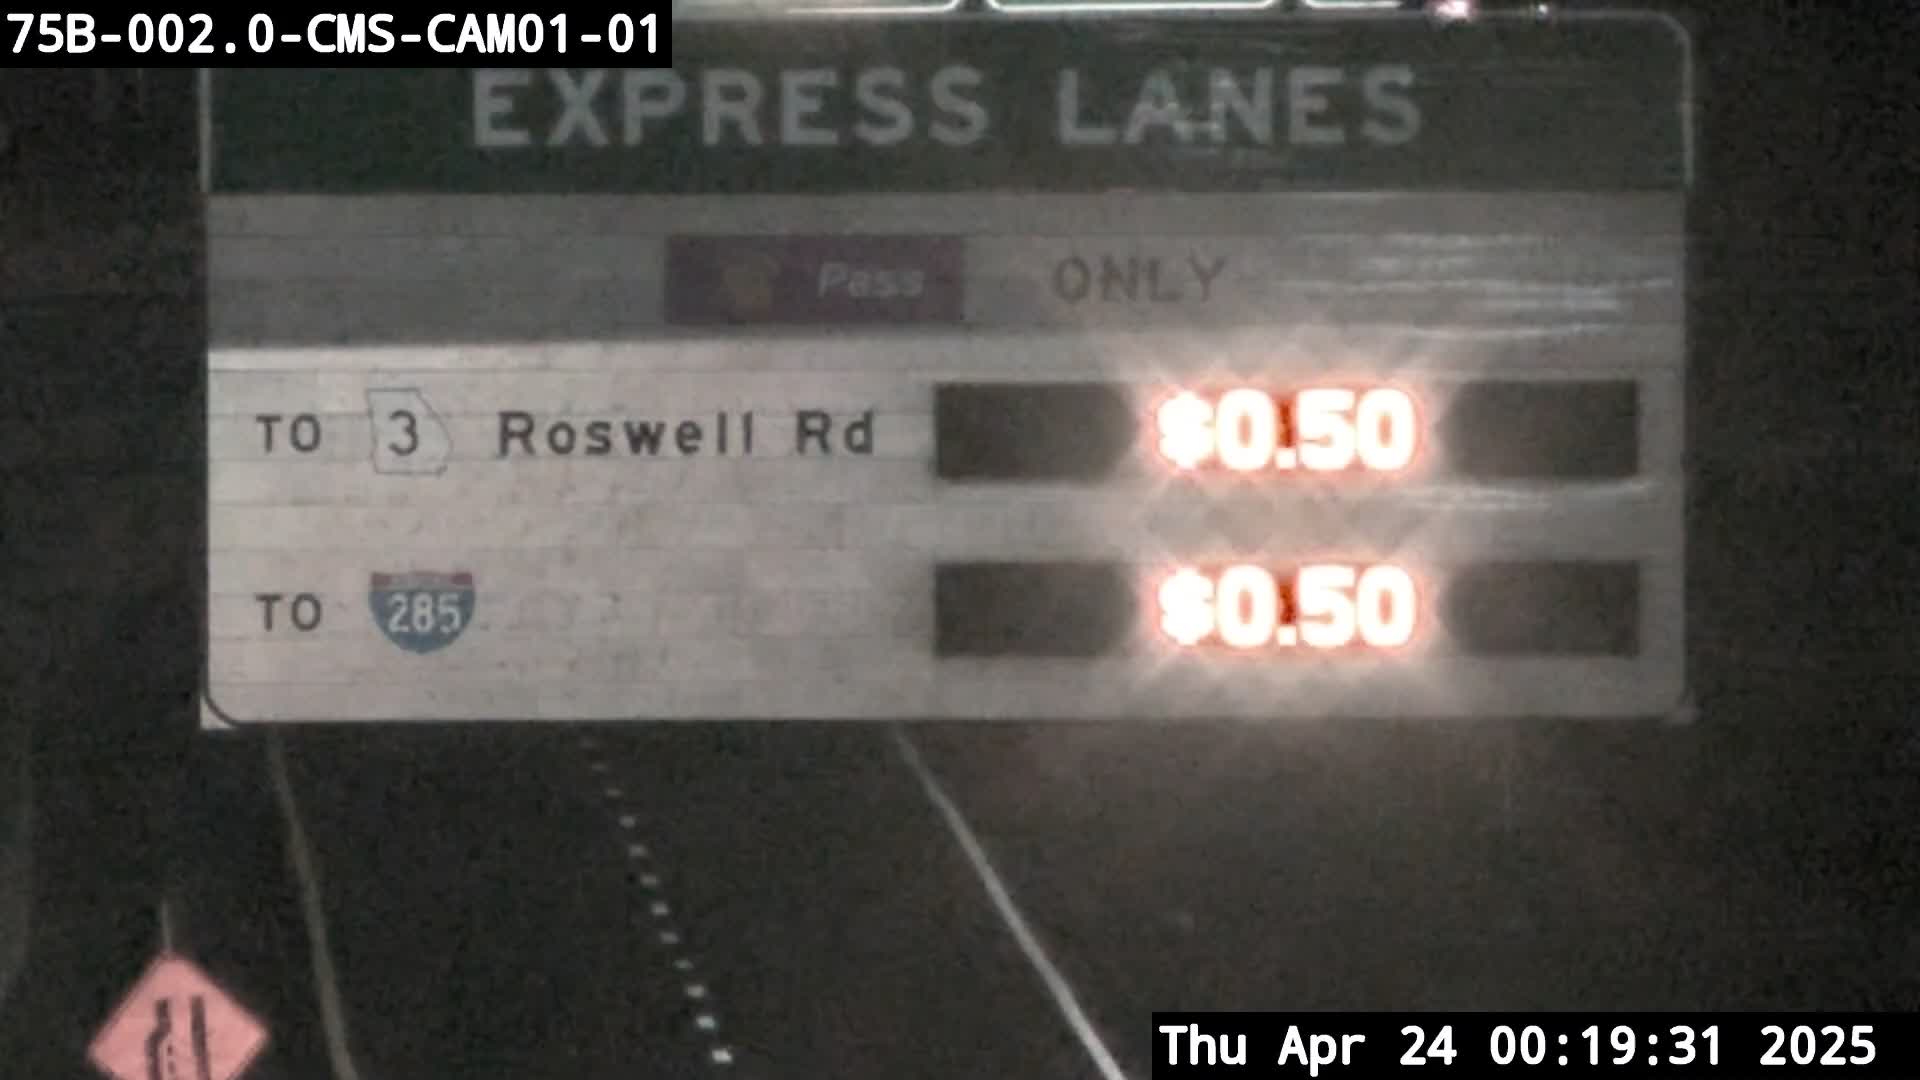 75B-002.0-CMS-CAM01-01
EXPRESS LANES
Pass ONLY
TO 3 Roswell Rd $0.50
TO 285 $0.50
Thu Apr 24 00:19:31 2025